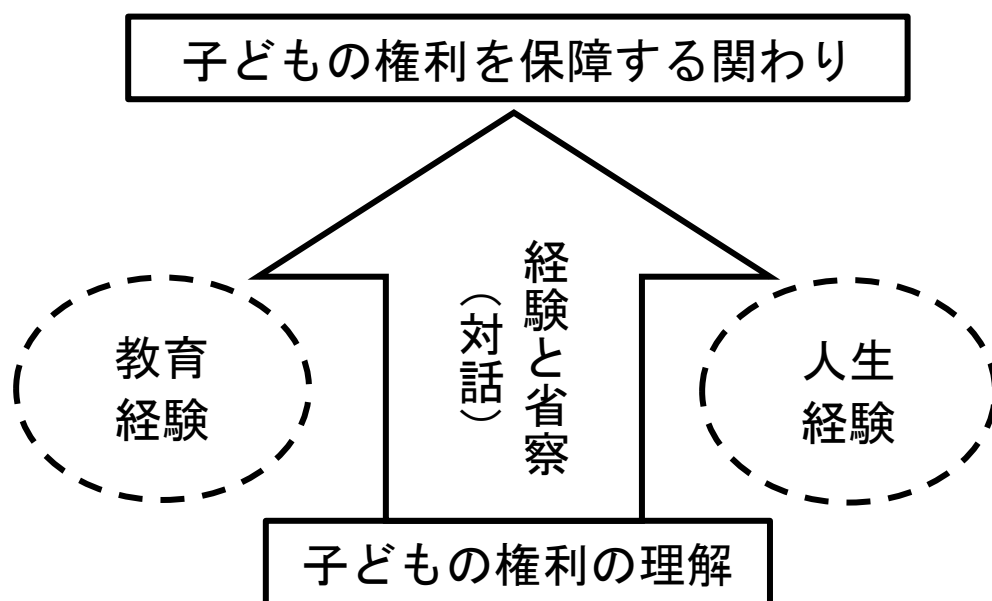 子どもの権利を保障する関わり
経験と省察
（対話）
教育
経験
人生
経験
子どもの権利の理解